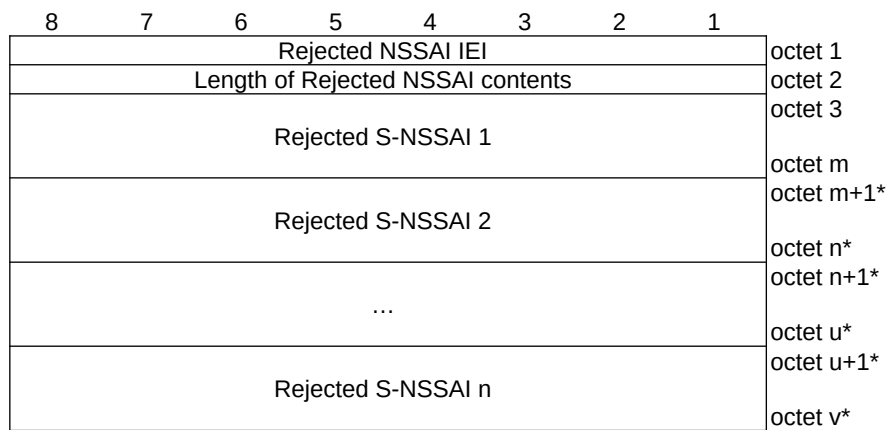 8 7 6 5 4 3 2 1
Rejected NSSAI IEI octet 1
Length of Rejected NSSAI contents octet 2
octet 3
Rejected S-NSSAI 1
octet m
octet m+1*
Rejected S-NSSAI 2
octet n*
octet n+1*
…
octet u*
octet u+1*
Rejected S-NSSAI n
octet v*